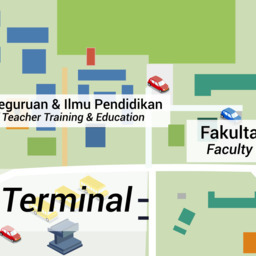 eguruan & Ilmu Pendidikan
Teacher Training & Education
Fakulta
Faculty
Terminal